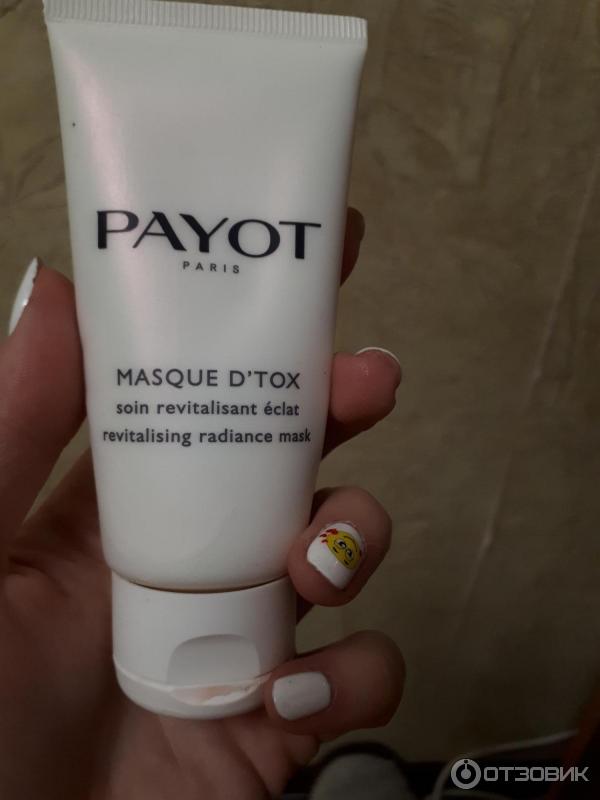 PAYOT
PARIS
MASQUE D'TOX
soin revitalisant éclat
revitalising radiance mask
ОТЗОВИК